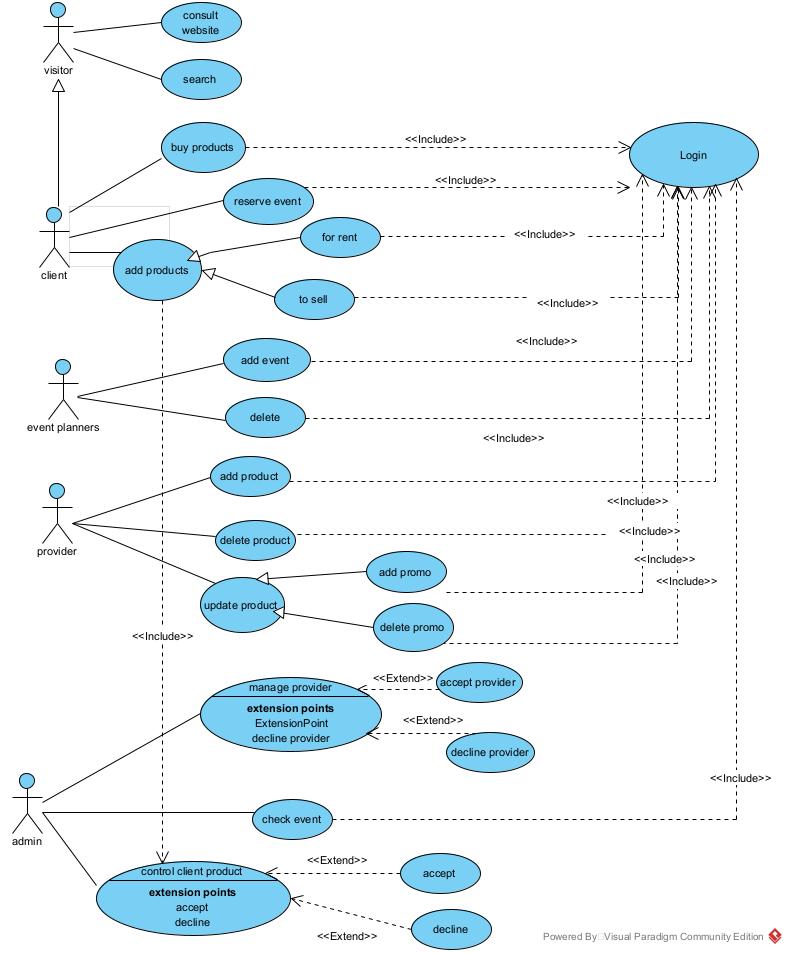 consult
website
visitor
search
buy products
<<Include>>
Login
<<Include>>
reserve event
client
for rent
<<Include>>
add products
to sell
<<Include>>
<<Include>>
add event
delete
event planners
<<Include>>
add product
<<Include>>
provider
delete product
<<Include>>
<<Include>>
add promo
<<Include>>
update product
delete promo
<<Include>>
<<Extend>>
accept provider
manage provider
extension points
ExtensionPoint
decline provider
<<Extend>>
decline provider
<<Include>>
check event
admin
<<Extend>>
control client product
accept
extension points
accept
decline
decline
<<Extend>>
Powered By Visual Paradigm Community Edition